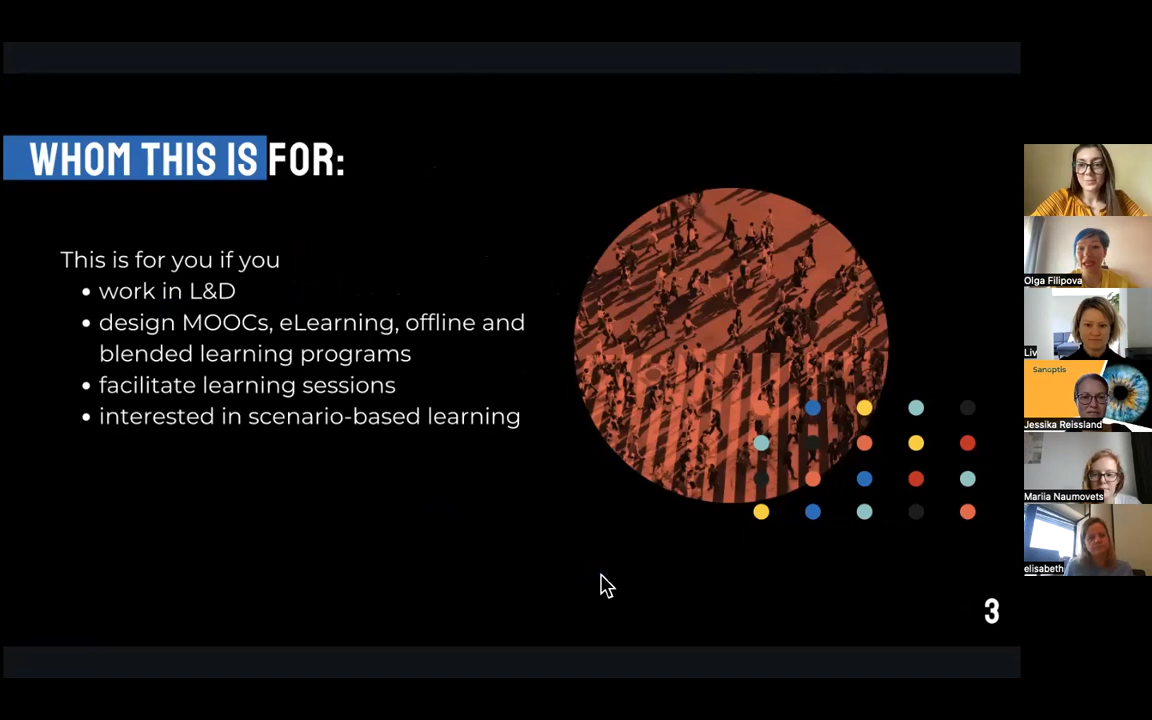 WHOM THIS IS FOR:
This is for you if you
• work in L&D
• design MOOCs, eLearning, offline and
blended learning programs
• facilitate learning sessions
• interested in scenario-based learning
3
Olga Filipova
Liv
Sanoptis
Jessika Reissland
Mariia Naumovets
elisabeth